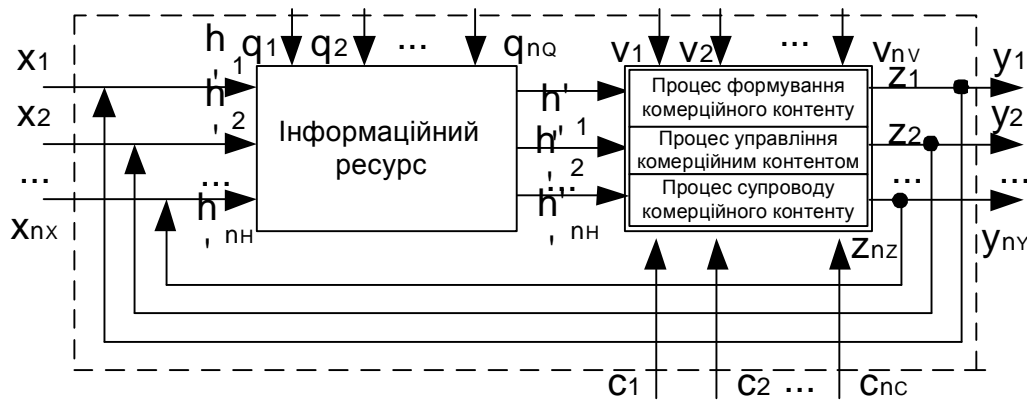 q1 q2 ... qnQ
v1 v2 ... vnV
x1
x2
...
xnX
h'1
h'2
...
h'nH
Інформаційний
ресурс
h''1
h''2
...
h''nH
Процес формування
комерційного контенту
Процес управління
комерційним контентом
Процес супроводу
комерційного контенту
z1
z2
...
znZ
y1
y2
...
ynY
c1 c2 ... cnC